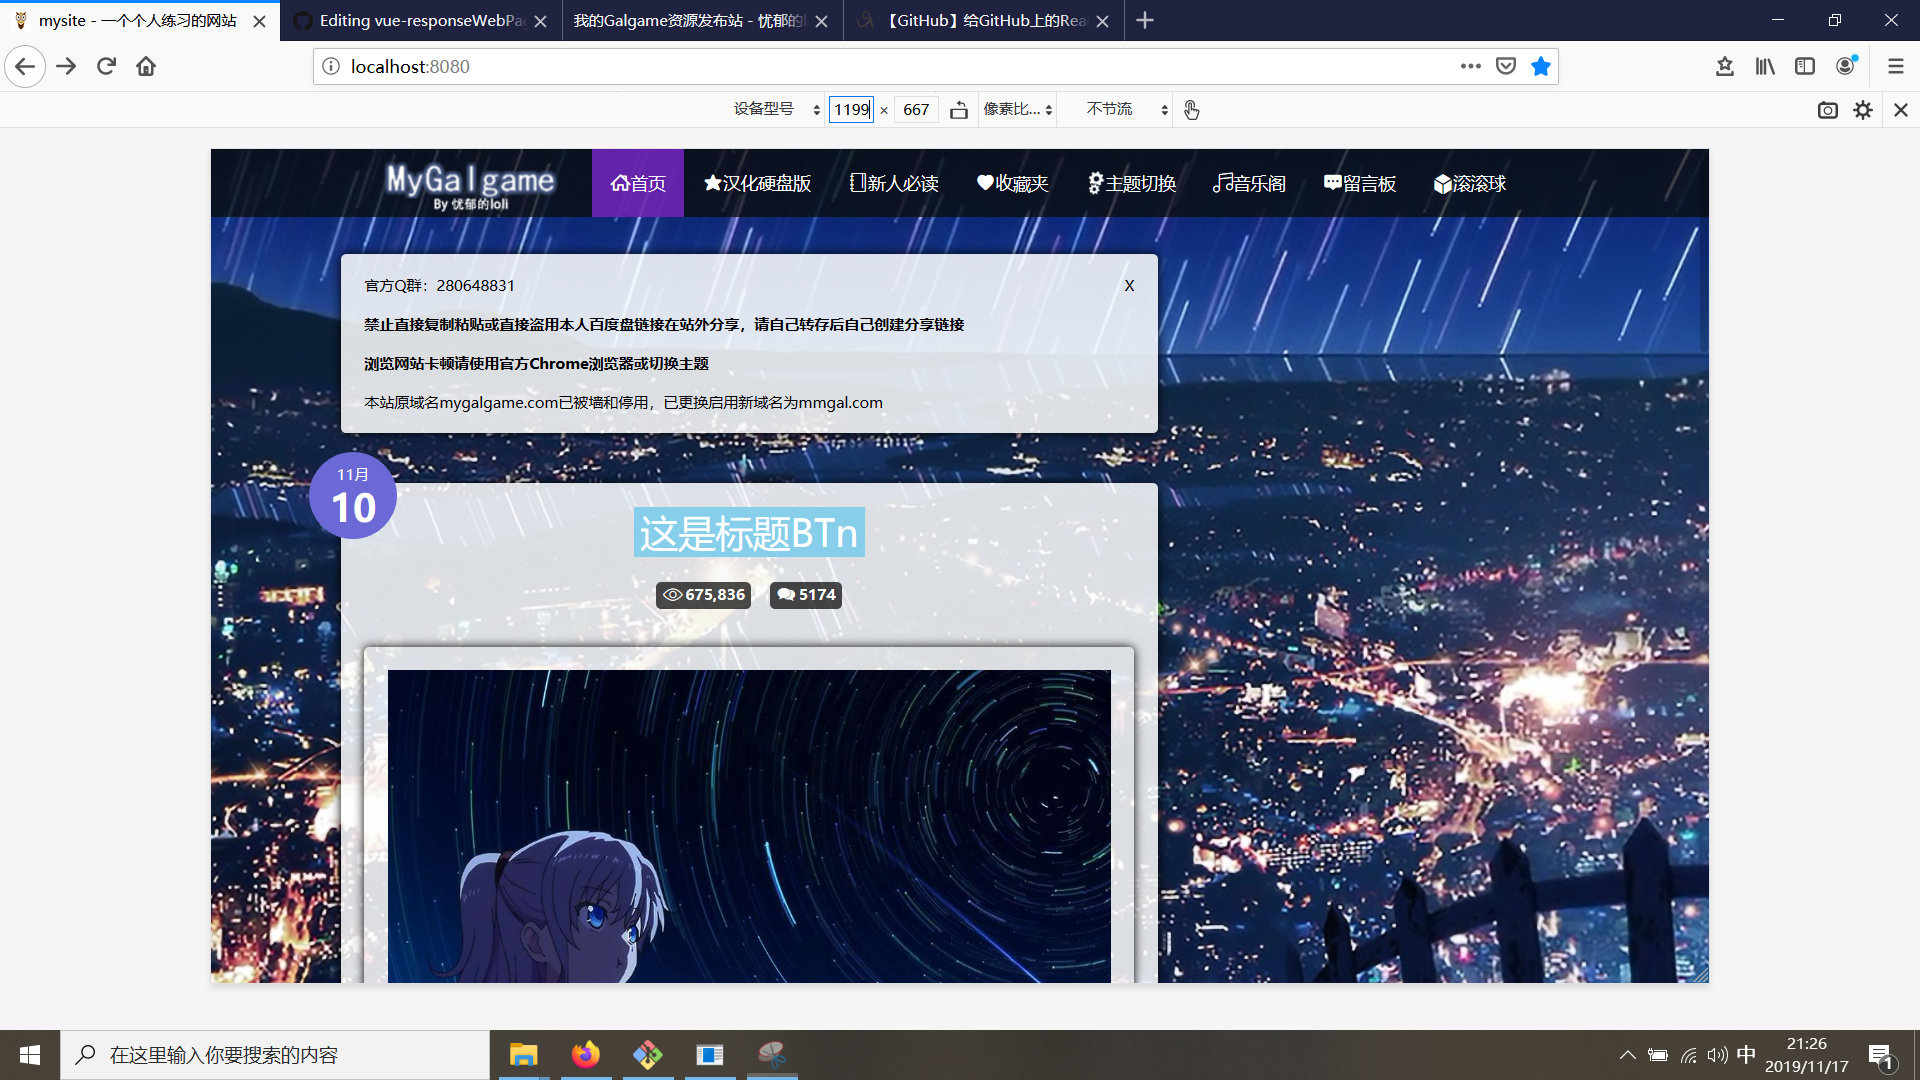 mysite - 一个个人练习的网站
Editing vue-responseWebPa
我的Galgame资源发布站 - 忧郁的
【GitHub】给GitHub上的Rea
localhost:8080
设备型号
1199 × 667
像素比...
不节流
MyGalgame
By 忧郁的loli
首页
汉化硬盘版
新人必读
收藏夹
主题切换
音乐阁
留言板
滚滚球
官方Q群：280648831
X
禁止直接复制粘贴或直接盗用本人百度盘链接在站外分享，请自己转存后自己创建分享链接
浏览网站卡顿请使用官方Chrome浏览器或切换主题
本站原域名mygalgame.com已被墙和停用，已更换启用新域名为mmgal.com
11月
10
这是标题BTn
675,836
5174
在这里输入你要搜索的内容
中
21:26
2019/11/17
1